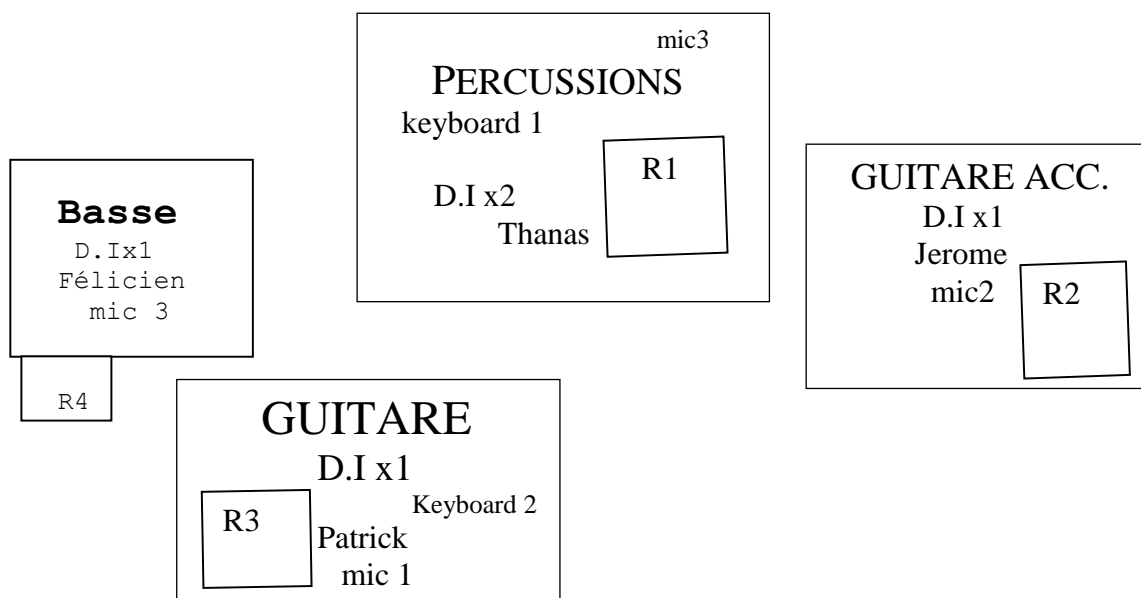 mic3
PERCUSSIONS
keyboard 1
R1
D.I x2
Thanas
GUITARE ACC.
D.I x1
Jerome
mic2
R2
Basse
D.Ix1
Félicien
mic 3
R4
GUITARE
D.I x1
Keyboard 2
R3
Patrick
mic 1